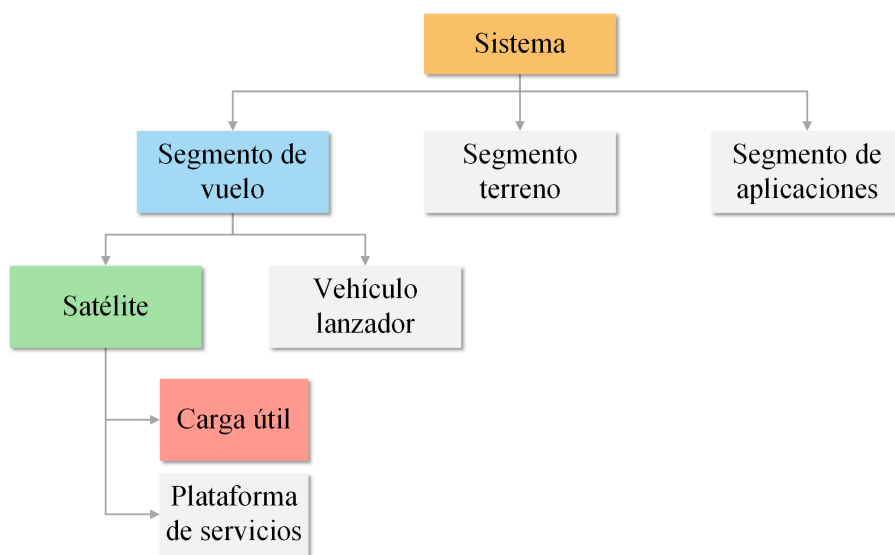 Sistema
Segmento de
vuelo
Segmento
terreno
Segmento de
aplicaciones
Satélite
Vehículo
lanzador
Carga útil
Plataforma
de servicios